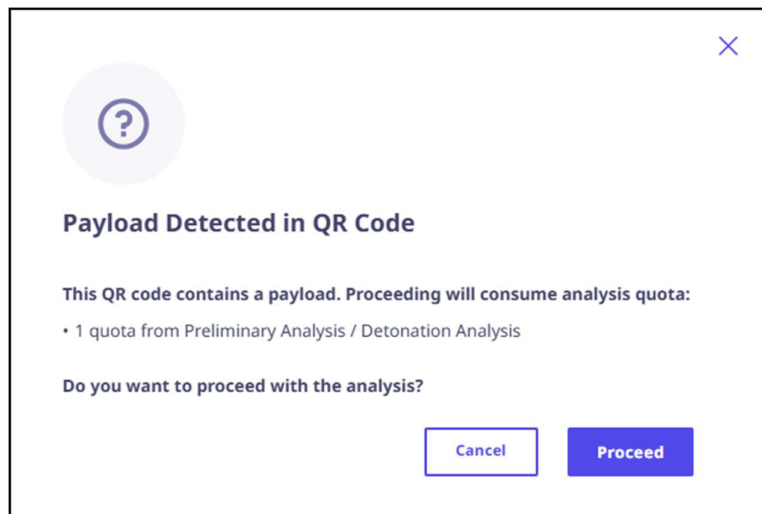 Payload Detected in QR Code
This QR code contains a payload. Proceeding will consume analysis quota:
• 1 quota from Preliminary Analysis / Detonation Analysis
Do you want to proceed with the analysis?
Cancel Proceed